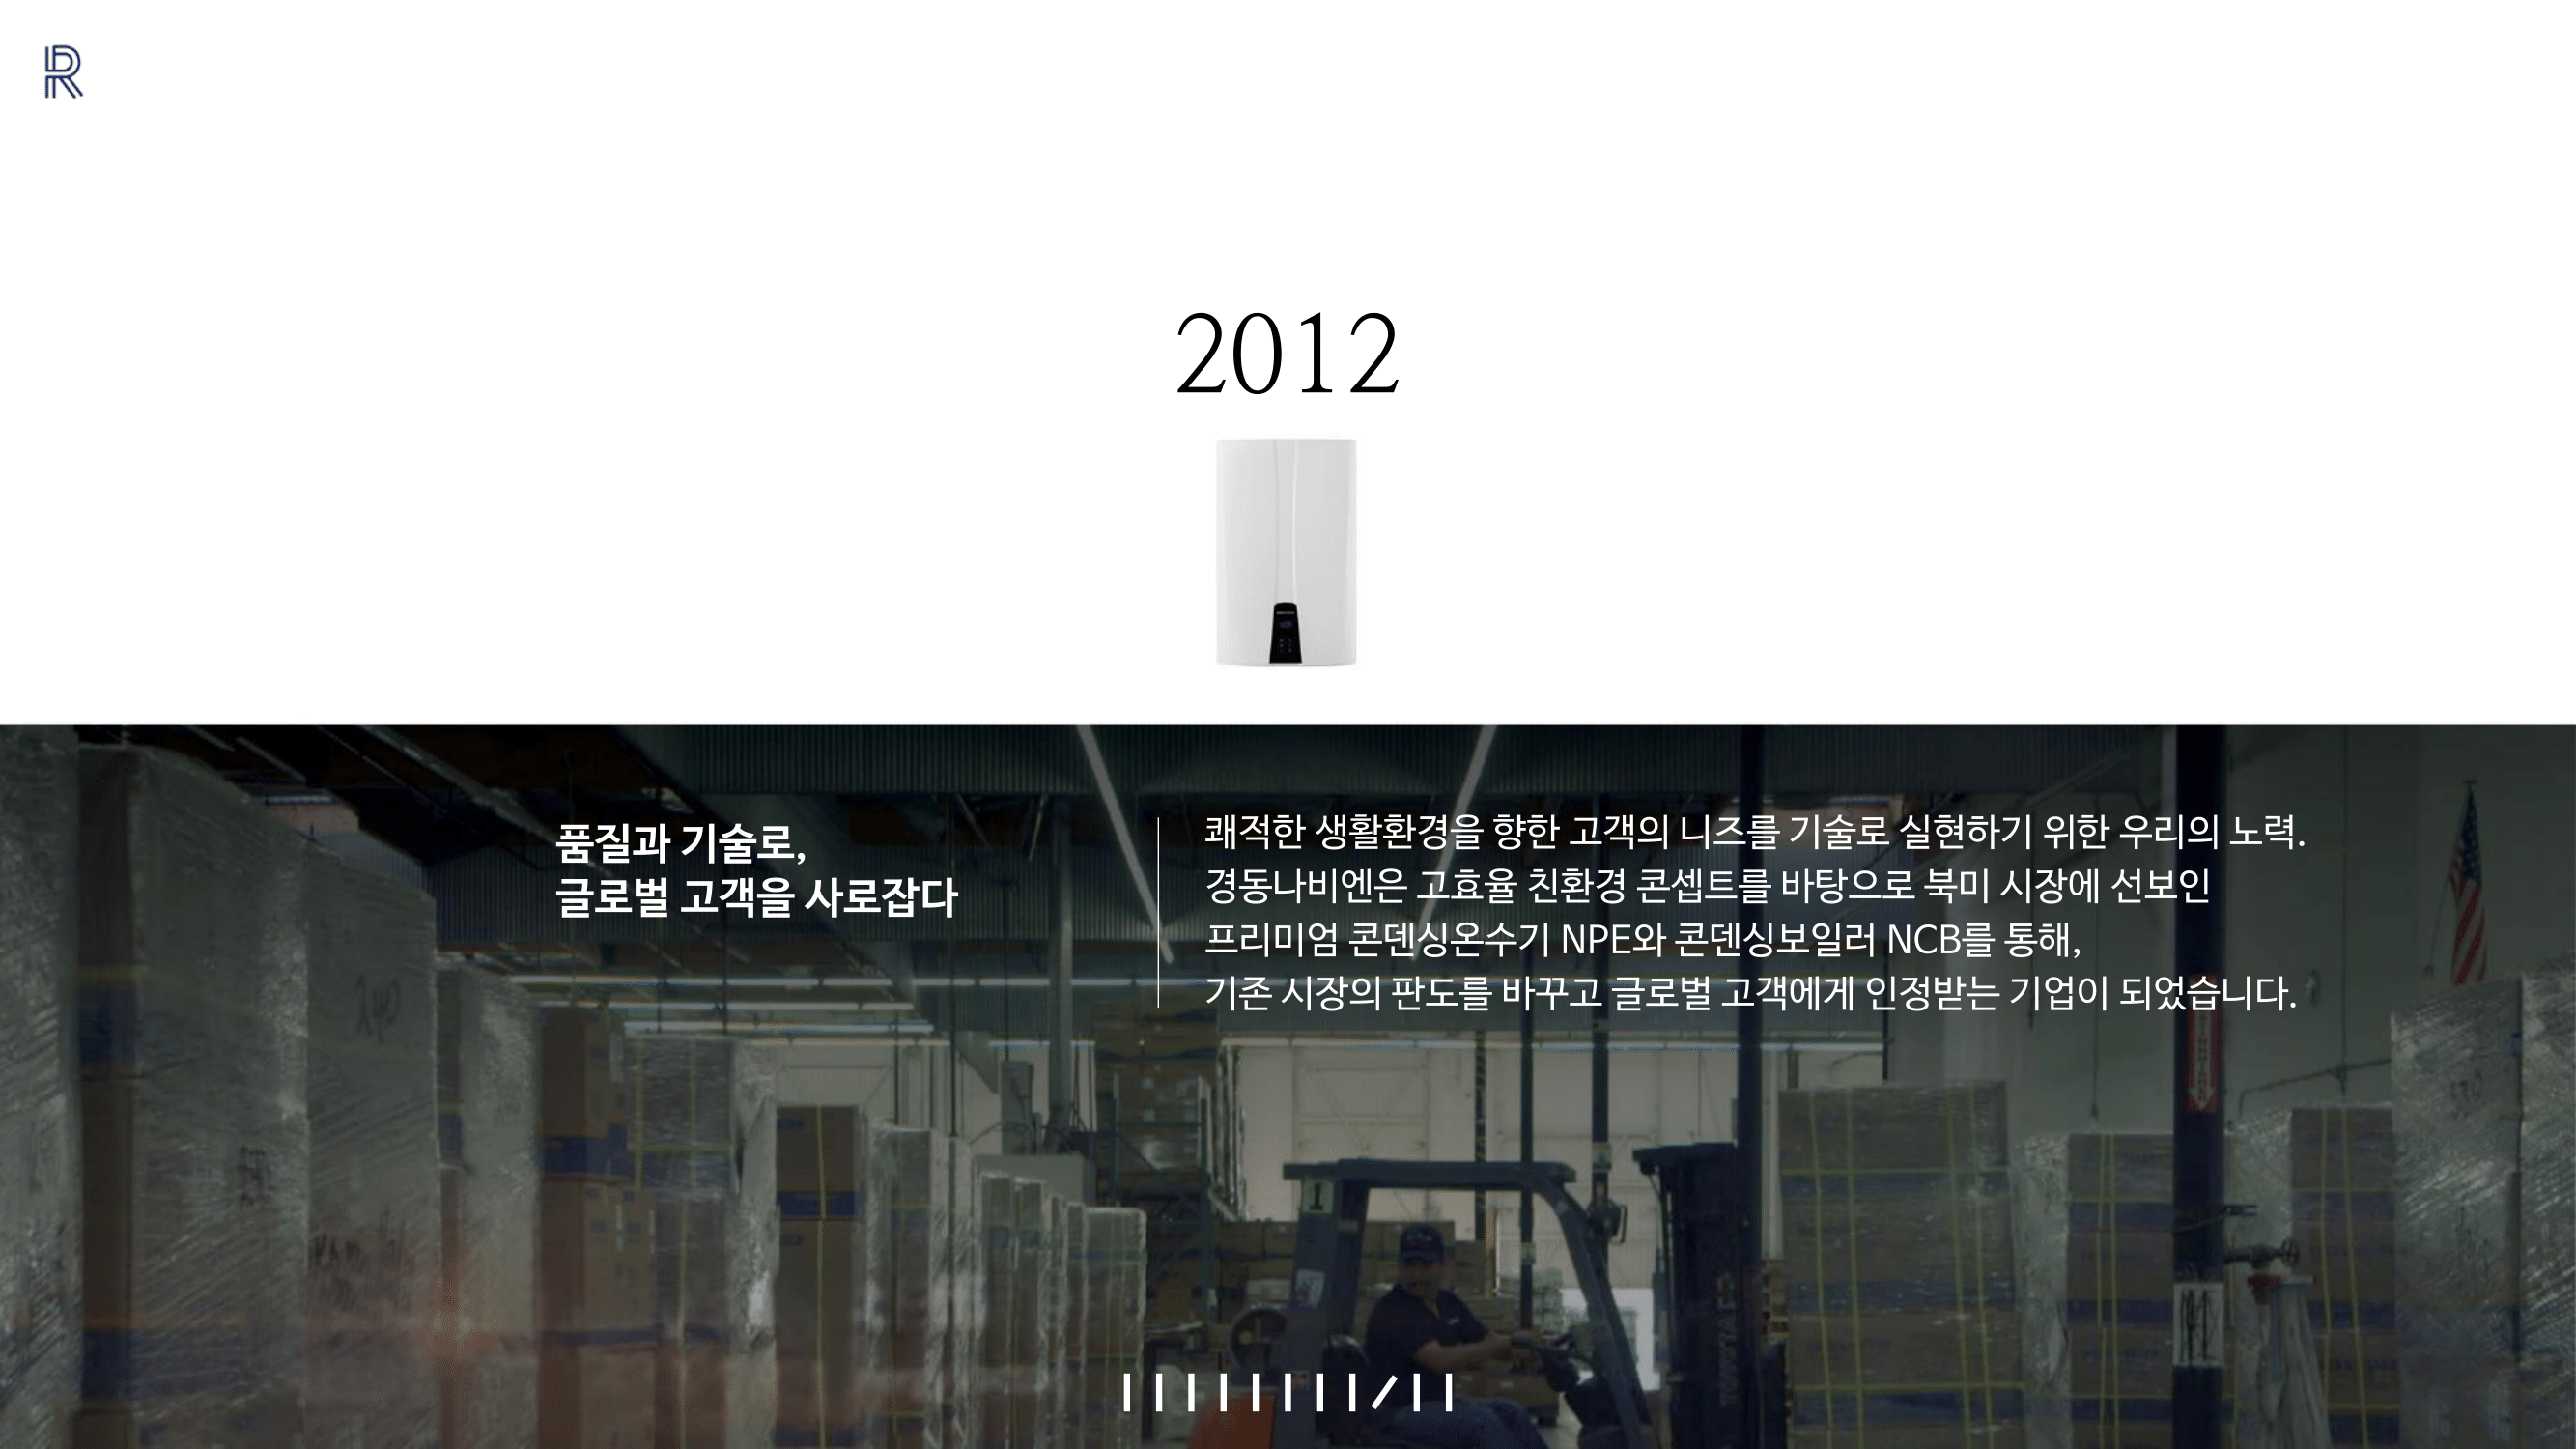 R
2012
품질과 기술로,
글로벌 고객을 사로잡다
쾌적한 생활환경을 향한 고객의 니즈를 기술로 실현하기 위한 우리의 노력.
경동나비엔은 고효율 친환경 콘셉트를 바탕으로 북미 시장에 선보인
프리미엄 콘덴싱온수기 NPE와 콘덴싱보일러 NCB를 통해,
기존 시장의 판도를 바꾸고 글로벌 고객에게 인정받는 기업이 되었습니다.